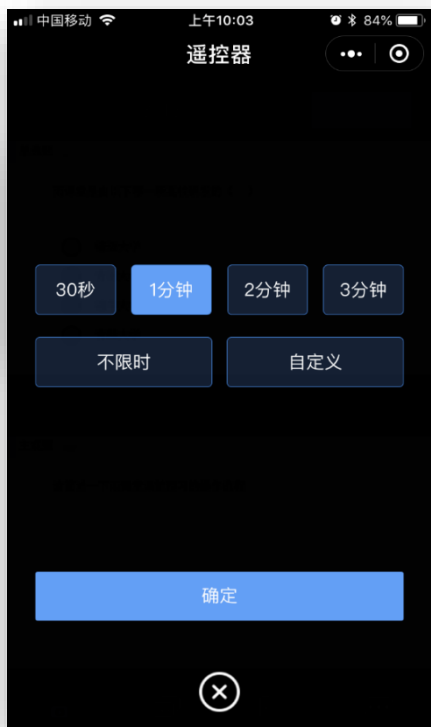 中国移动 上午10:03 84%
遥控器
30秒 1分钟 2分钟 3分钟
不限时 自定义
确定